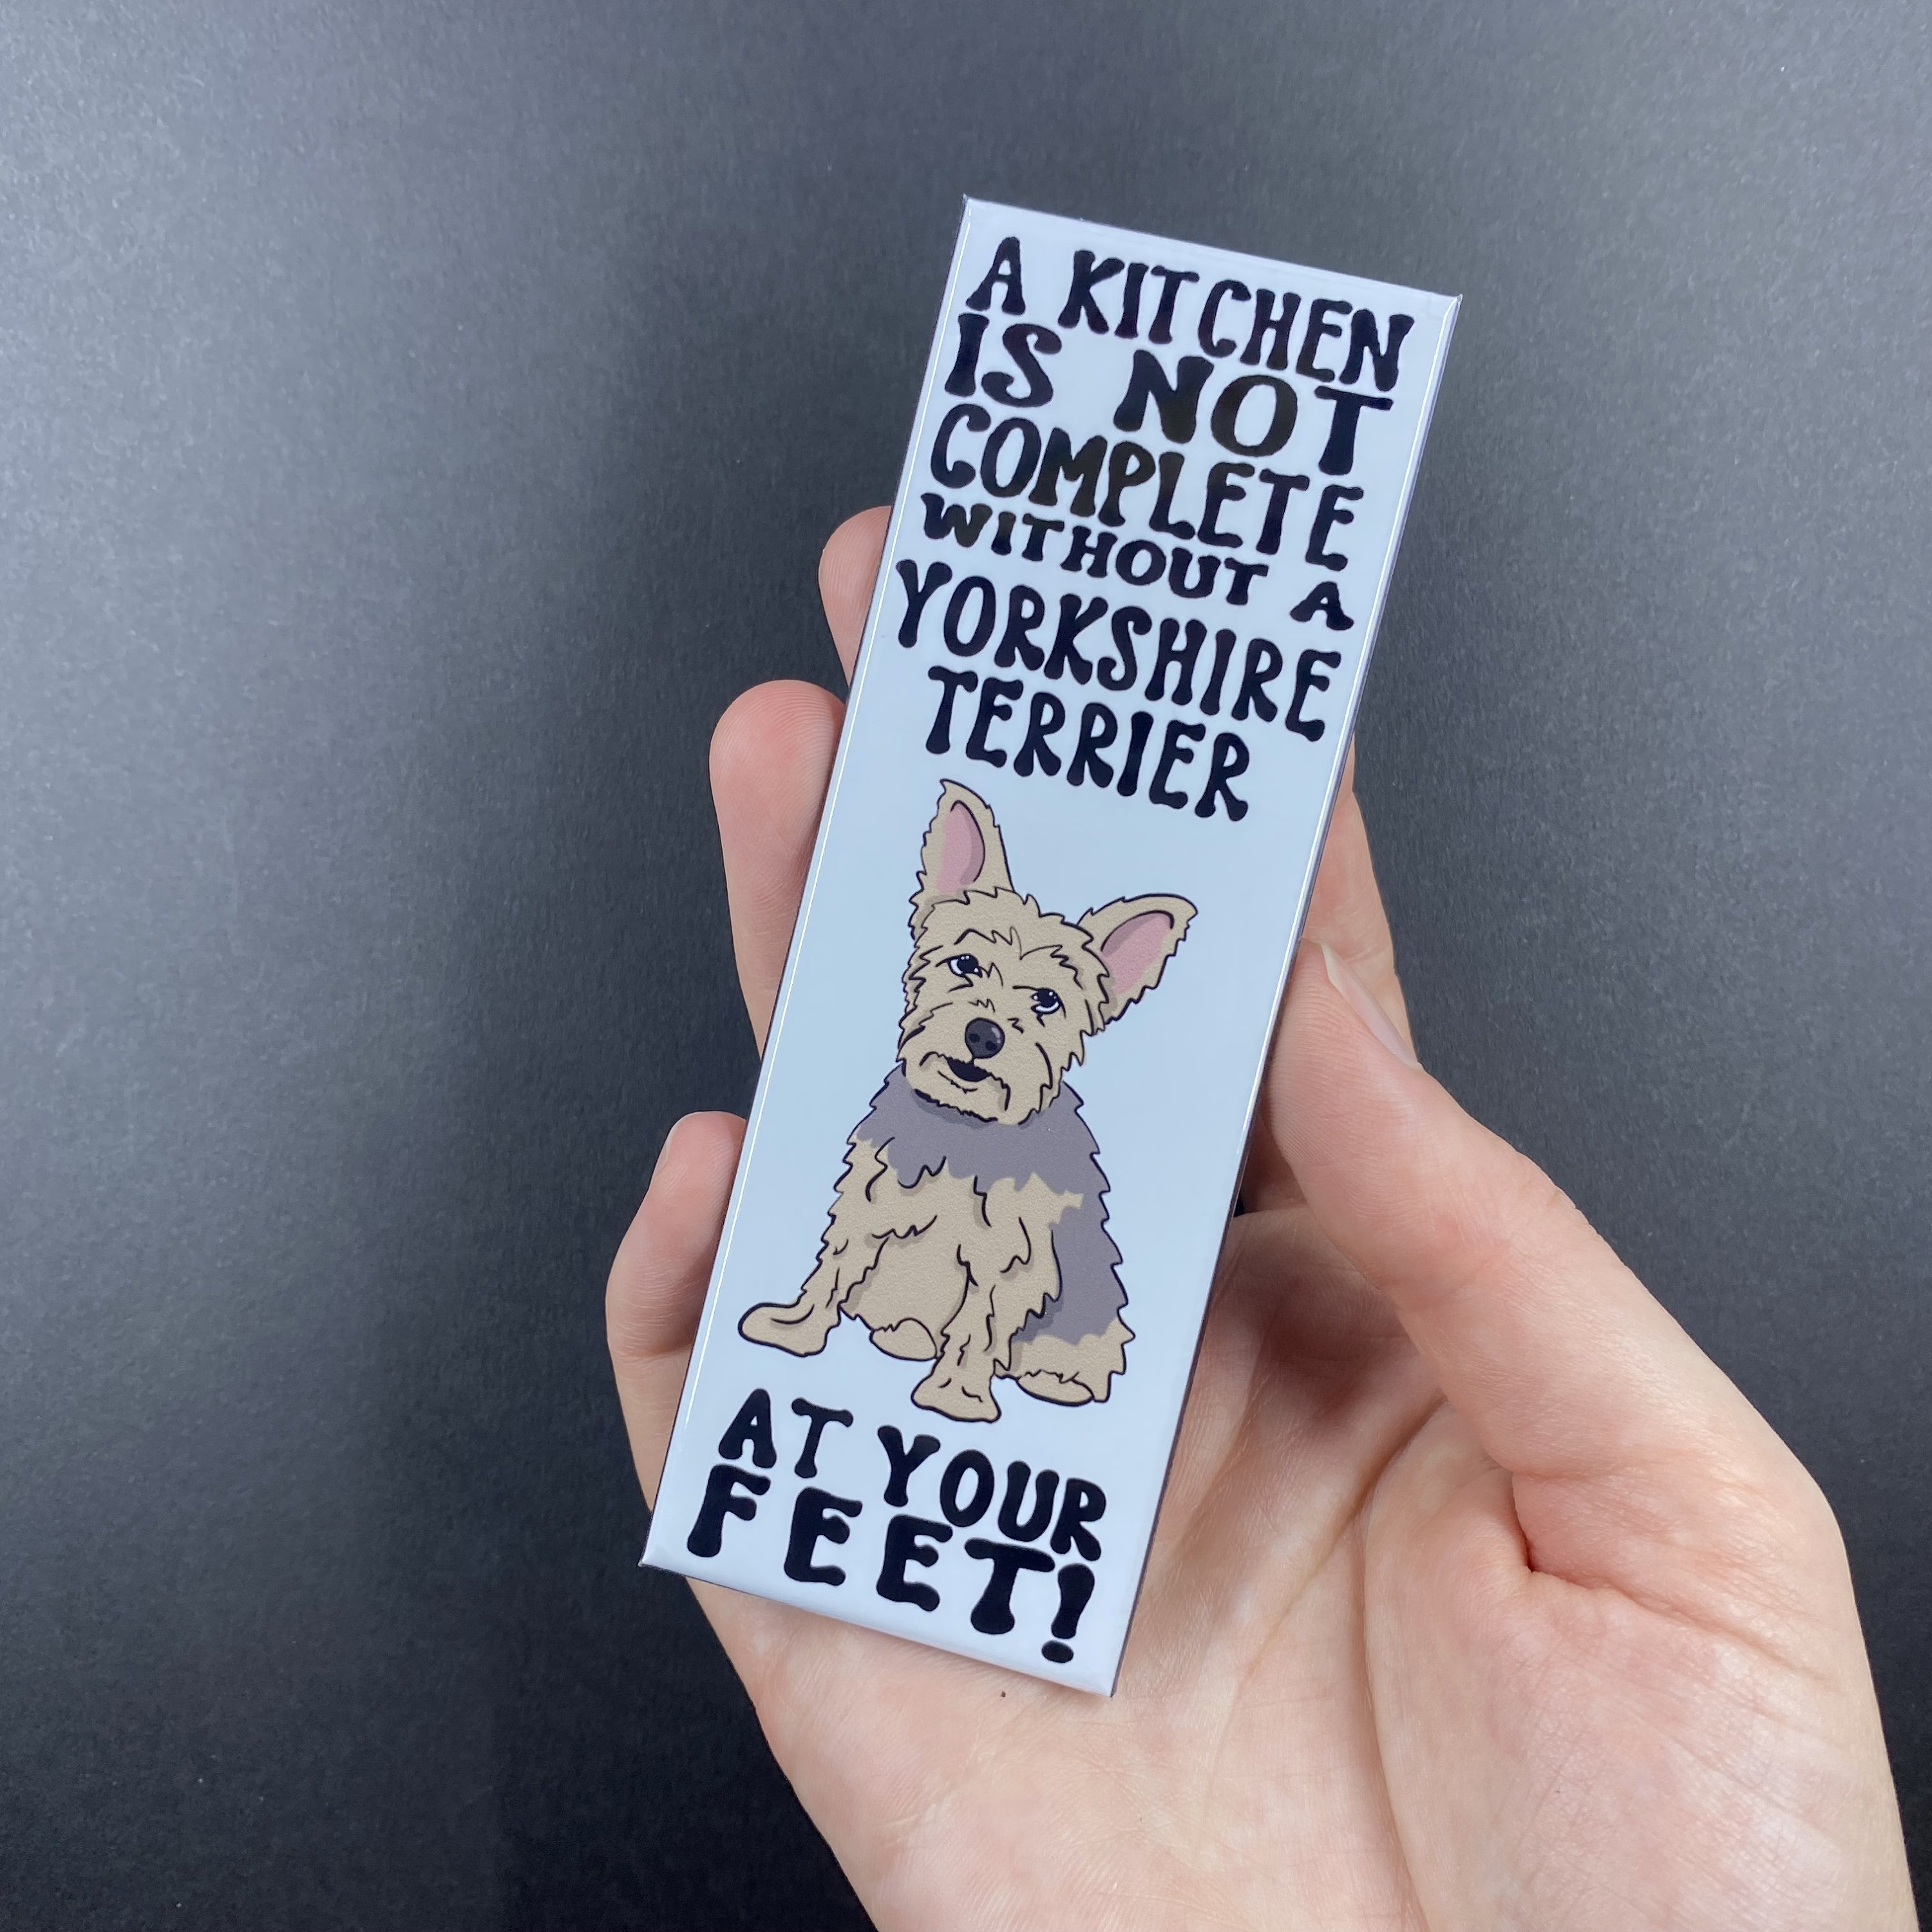 A KITCHEN
IS NOT
COMPLETE
WITHOUT A
YORKSHIRE
TERRIER
AT YOUR
FEET!